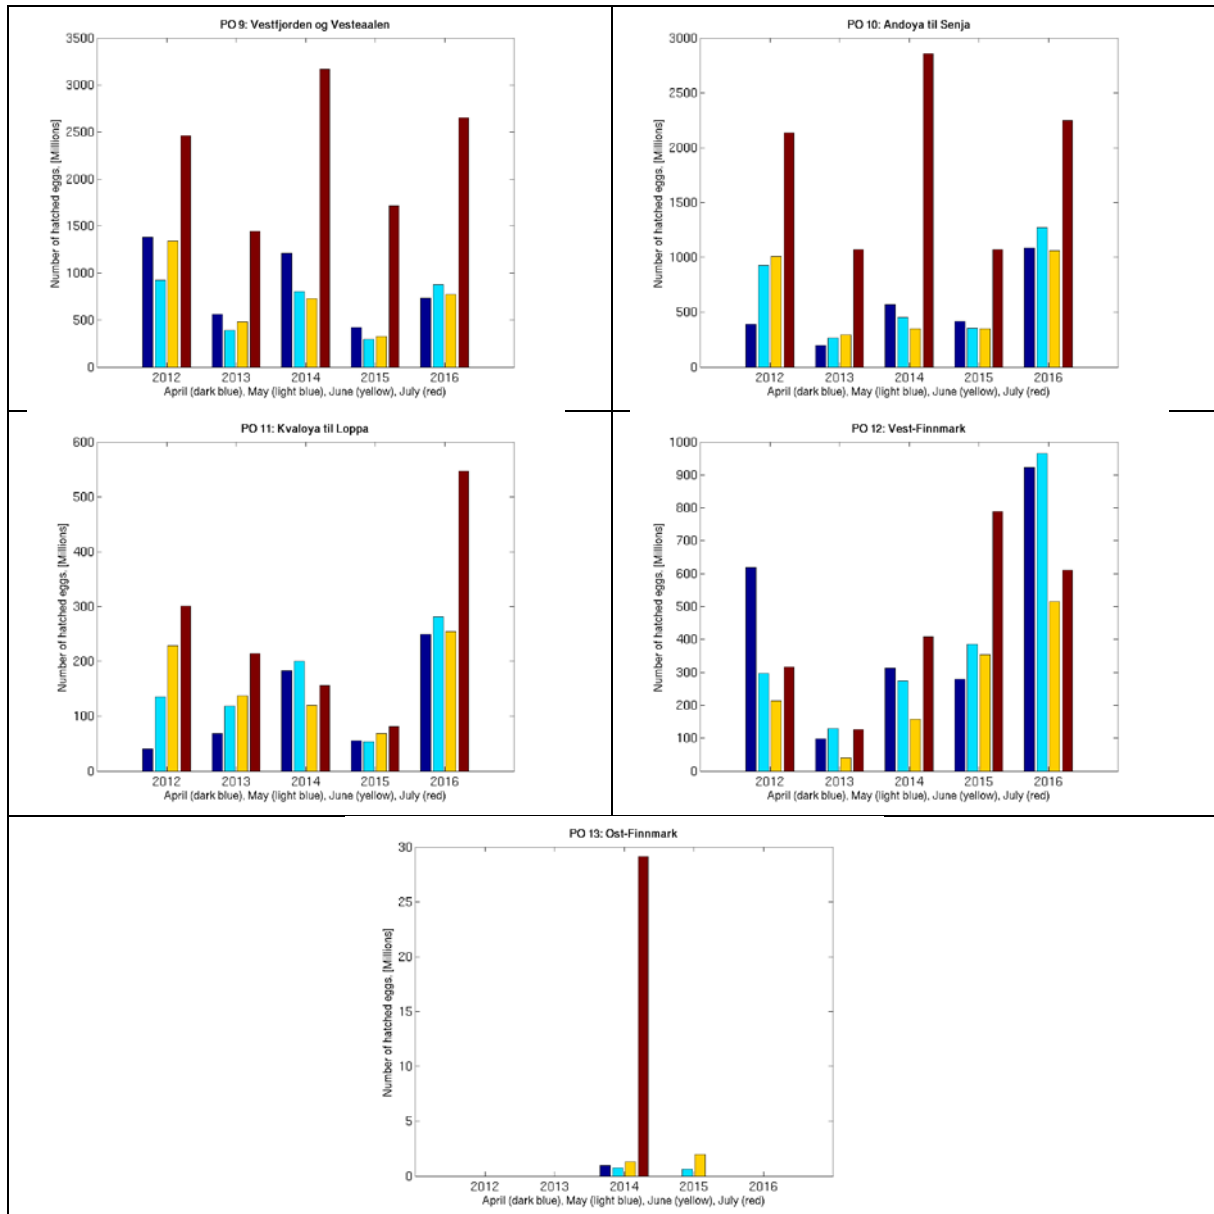 PO 9: Vestfjorden og Vesteaalen
3500
3000
2500
2000
1500
1000
500
0
Number of hatched eggs. [Millions]
2012 2013 2014 2015 2016
April (dark blue), May (light blue), June (yellow), July (red)
PO 10: Andoya til Senja
3000
2500
2000
1500
1000
500
0
Number of hatched eggs. [Millions]
2012 2013 2014 2015 2016
April (dark blue), May (light blue), June (yellow), July (red)
PO 11: Kvaloya til Loppa
600
500
400
300
200
100
0
Number of hatched eggs. [Millions]
2012 2013 2014 2015 2016
April (dark blue), May (light blue), June (yellow), July (red)
PO 12: Vest-Finnmark
1000
900
800
700
600
500
400
300
200
100
0
Number of hatched eggs. [Millions]
2012 2013 2014 2015 2016
April (dark blue), May (light blue), June (yellow), July (red)
PO 13: Ost-Finnmark
30
25
20
15
10
5
0
Number of hatched eggs. [Millions]
2012 2013 2014 2015 2016
April (dark blue), May (light blue), June (yellow), July (red)